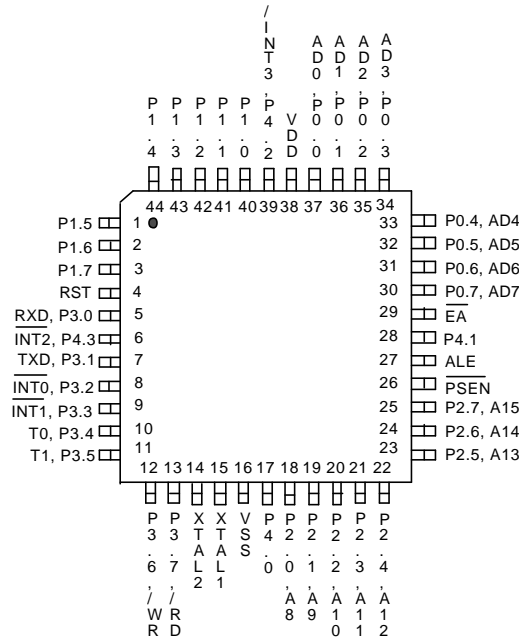 P1.4
P1.3
P1.2
P1.1
P1.0
/INT3,P4.2
VDD
AD0,P0.0
AD1,P0.1
AD2,P0.2
AD3,P0.3
44 43 42 41 40 39 38 37 36 35 34
P1.5 1
P1.6 2
P1.7 3
RST 4
RXD, P3.0 5
INT2, P4.3 6
TXD, P3.1 7
INT0, P3.2 8
INT1, P3.3 9
T0, P3.4 10
T1, P3.5 11
33 P0.4, AD4
32 P0.5, AD5
31 P0.6, AD6
30 P0.7, AD7
29 EA
28 P4.1
27 ALE
26 PSEN
25 P2.7, A15
24 P2.6, A14
23 P2.5, A13
12 13 14 15 16 17 18 19 20 21 22
P3.6,/WR
P3.7,/RD
XTAL2
XTAL1
VSS
P4.0
P2.0,A8
P2.1,A9
P2.2,A10
P2.3,A11
P2.4,A12